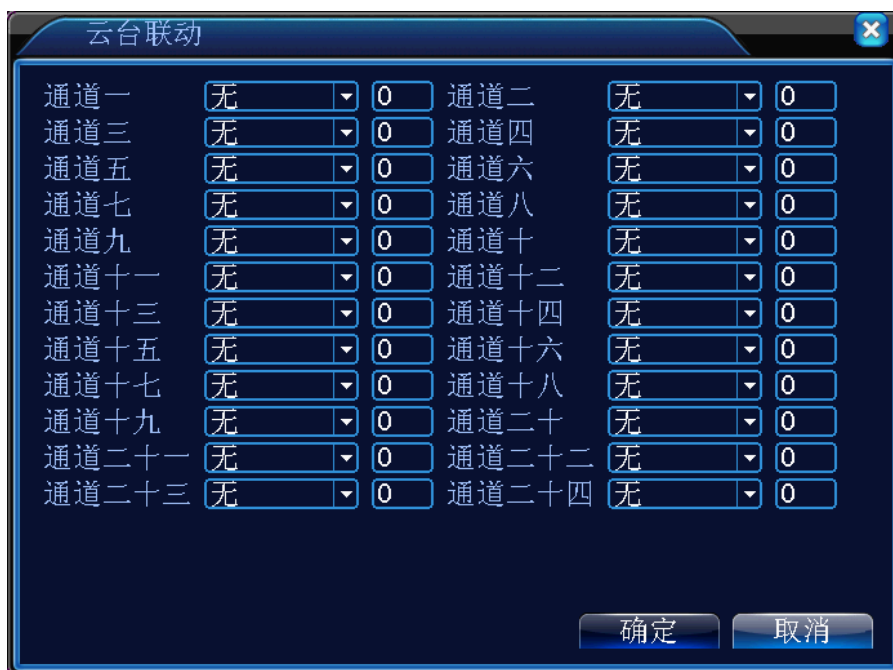 云台联动
通道一 无 0 通道二 无 0
通道三 无 0 通道四 无 0
通道五 无 0 通道六 无 0
通道七 无 0 通道八 无 0
通道九 无 0 通道十 无 0
通道十一 无 0 通道十二 无 0
通道十三 无 0 通道十四 无 0
通道十五 无 0 通道十六 无 0
通道十七 无 0 通道十八 无 0
通道十九 无 0 通道二十 无 0
通道二十一 无 0 通道二十二 无 0
通道二十三 无 0 通道二十四 无 0
确定 取消